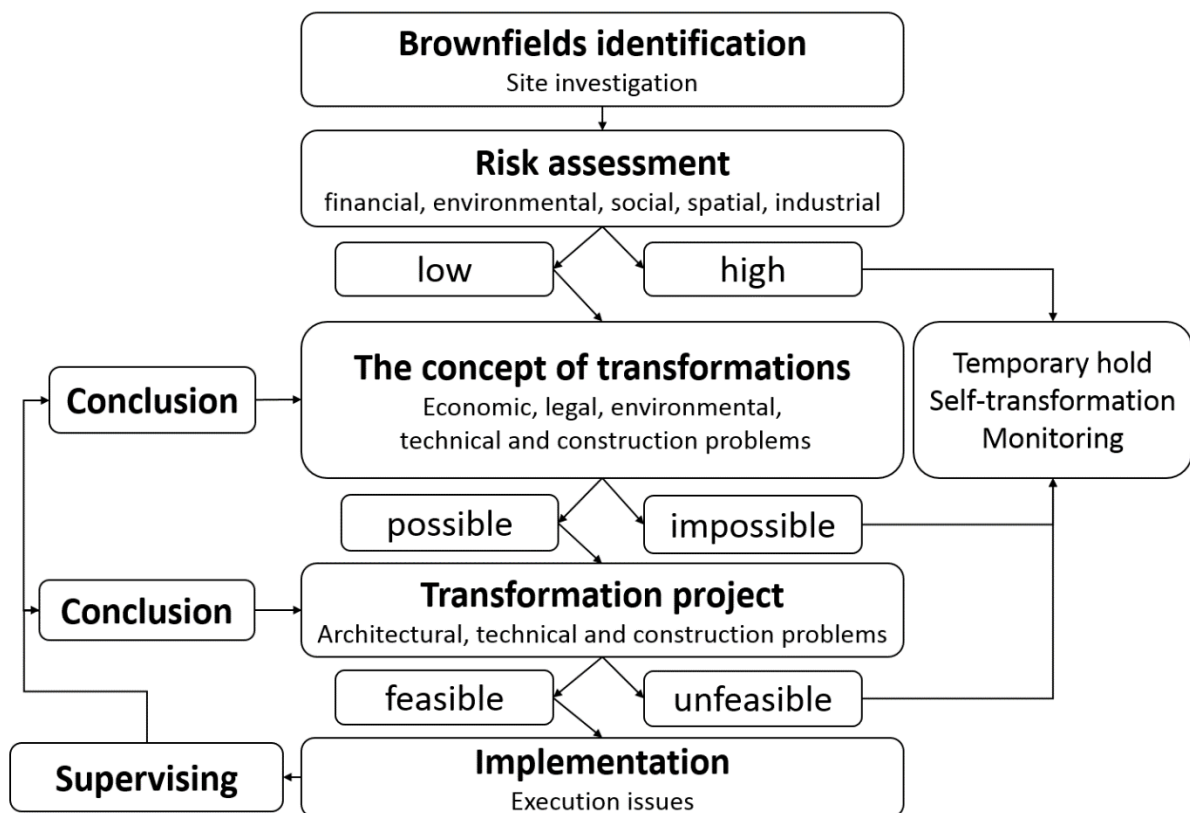 Brownfields identification
Site investigation
Risk assessment
financial, environmental, social, spatial, industrial
low
high
The concept of transformations
Economic, legal, environmental,
technical and construction problems
Conclusion
Temporary hold
Self-transformation
Monitoring
possible
impossible
Transformation project
Architectural, technical and construction problems
Conclusion
feasible
unfeasible
Implementation
Execution issues
Supervising